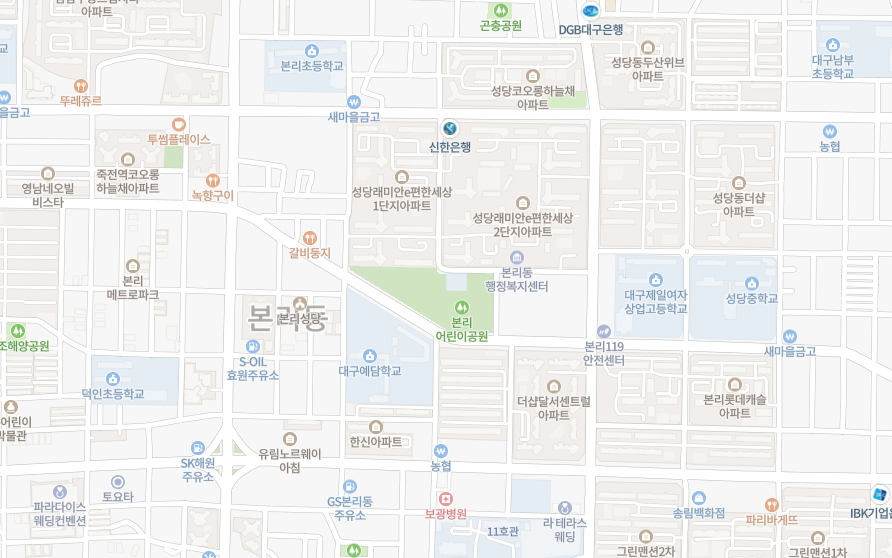 아파트
곤충공원
DGB대구은행
본리초등학교
성당동두산위브
아파트
대구남부
초등학교
뚜레쥬르
성당코오롱하늘채
아파트
새마을금고
새마을금고
투썸플레이스
신한은행
농협
죽전역코오롱
하늘채아파트
영남네오빌
비스타
녹향구이
성당래미안e편한세상
1단지아파트
성당동더샵
아파트
성당래미안e편한세상
2단지아파트
갈비둥지
본리동
행정복지센터
본리
메트로파크
대구제일여자
상업고등학교
성당중학교
본리동
본리성당
본리
어린이공원
조해양공원
본리119
안전센터
새마을금고
S-OIL
효원주유소
대구예담학교
덕인초등학교
더샵달서센트럴
아파트
본리롯데캐슬
아파트
어린이
박물관
한신아파트
유림노르웨이
아침
SK해원
주유소
농협
토요타
파라다이스
웨딩컨벤션
GS본리동
주유소
보광병원
라테라스
웨딩
송림백화점
파리바게뜨
IBK기업은
11호관
그린맨션2차
그린맨션1차